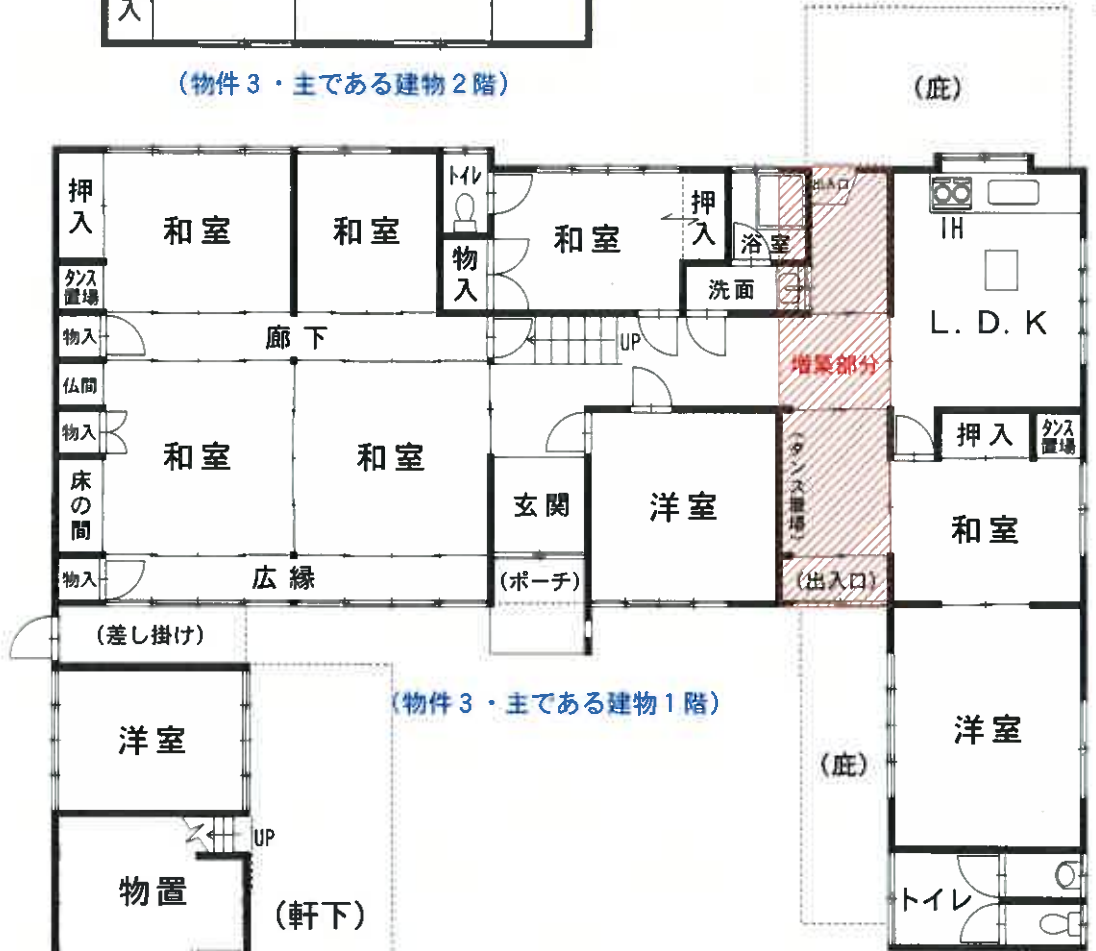 入
(物件3・主である建物2階)
(庇)
押入
和室
和室
トイレ
和室
押入
浴室
出入口
IH
タンス置場
物入
洗面
L. D. K
物入
廊下
UP
増築部分
仏間
物入
和室
和室
床の間
玄関
洋室
(タンス置場)
押入
タンス置場
和室
物入
広縁
(ポーチ)
(出入口)
(差し掛け)
(物件3・主である建物1階)
洋室
洋室
(庇)
UP
物置
(軒下)
トイレ